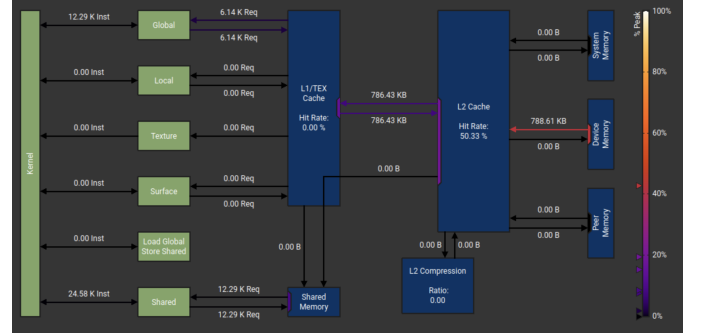 Kernel
12.29 K Inst
Global
6.14 K Req
6.14 K Req
0.00 Inst
Local
0.00 Req
0.00 Req
0.00 Inst
Texture
0.00 Req
0.00 Inst
Surface
0.00 Req
0.00 Req
0.00 Inst
Load Global
Store Shared
24.58 K Inst
Shared
12.29 K Req
12.29 K Req
L1/TEX
Cache
Hit Rate:
0.00 %
0.00 B
Shared
Memory
786.43 KB
786.43 KB
0.00 B
L2 Cache
Hit Rate:
50.33 %
0.00 B
0.00 B
L2 Compression
Ratio:
0.00
0.00 B
0.00 B
System
Memory
788.61 KB
0.00 B
Device
Memory
0.00 B
0.00 B
Peer
Memory
% Peak
100%
80%
60%
40%
20%
0%